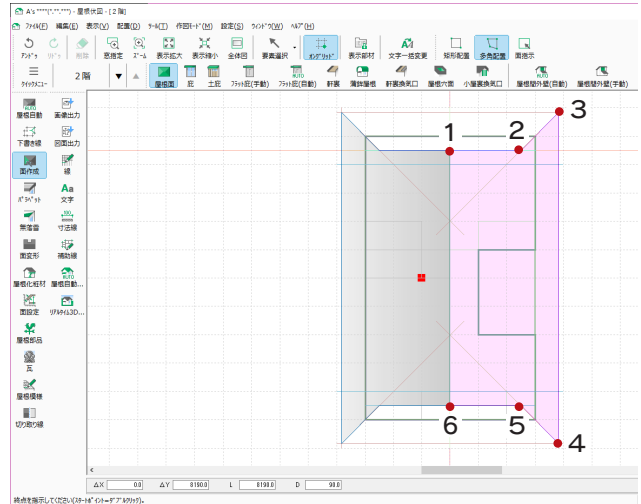 A's ****(*.**.***) - 屋根伏図 - [2 階]
ファイル(F) 編集(E) 表示(V) 配置(D) ツール(T) 作図モード(M) 設定(S) ウィンドウ(W) ヘルプ(H)
アンドゥ リドゥ 削除 窓指定 ズーム 表示拡大 表示縮小 全体図 要素選択 オングリッド 表示部材 文字一括変更 矩形配置 多角配置 面指示
クイックメニュー 2 階 ▼ ▲ 屋根面 庇 土庇 フラット庇(手動) フラット庇(自動) 軒裏 蒲鉾屋根 軒裏換気口 屋根穴面 小屋裏換気口 屋根壁外壁(自動) 屋根壁外壁(手動)
屋根自動 画像出力
下書き線 図面出力
面作成 線
パラペット 文字
無落雪 寸法線
面変形 補助線
屋根化粧材 屋根自動...
面設定 リアルタイム3D...
屋根部品
瓦
屋根模様
切り取り線
1 2 3
6 5 4
ΔX 0.0 ΔY 8190.0 L 8190.0 D 90.0
終点を指示してください(スタートポイント=ダブルクリック)。